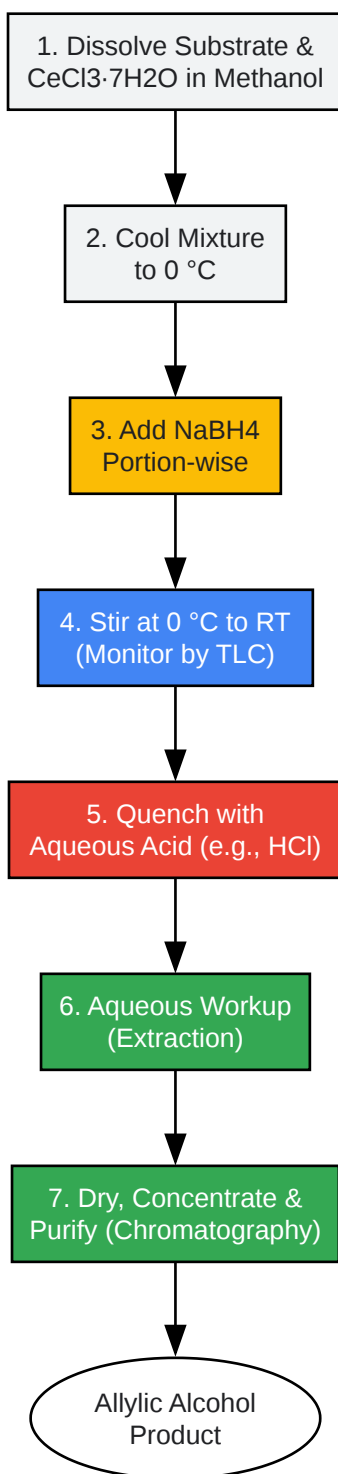 1. Dissolve Substrate &
CeCl3·7H2O in Methanol
2. Cool Mixture
to 0 °C
3. Add NaBH4
Portion-wise
4. Stir at 0 °C to RT
(Monitor by TLC)
5. Quench with
Aqueous Acid (e.g., HCl)
6. Aqueous Workup
(Extraction)
7. Dry, Concentrate &
Purify (Chromatography)
Allylic Alcohol
Product